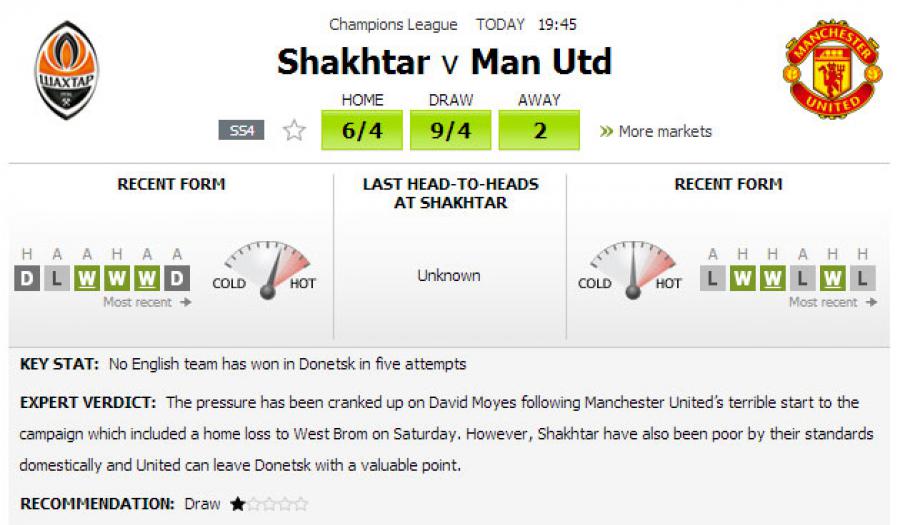 Champions League TODAY 19:45
Shakhtar v Man Utd
ШАХТАР
MANCHESTER
UNITED
HOME DRAW AWAY
SS4 6/4 9/4 2 » More markets
RECENT FORM
LAST HEAD-TO-HEADS
AT SHAKHTAR
RECENT FORM
H A A H A A
D L W W W D
Most recent →
COLD HOT
Unknown
COLD HOT
A H H A H H
L W W L W L
Most recent →
KEY STAT: No English team has won in Donetsk in five attempts
EXPERT VERDICT: The pressure has been cranked up on David Moyes following Manchester United's terrible start to the
campaign which included a home loss to West Brom on Saturday. However, Shakhtar have also been poor by their standards
domestically and United can leave Donetsk with a valuable point.
RECOMMENDATION: Draw ★☆☆☆☆